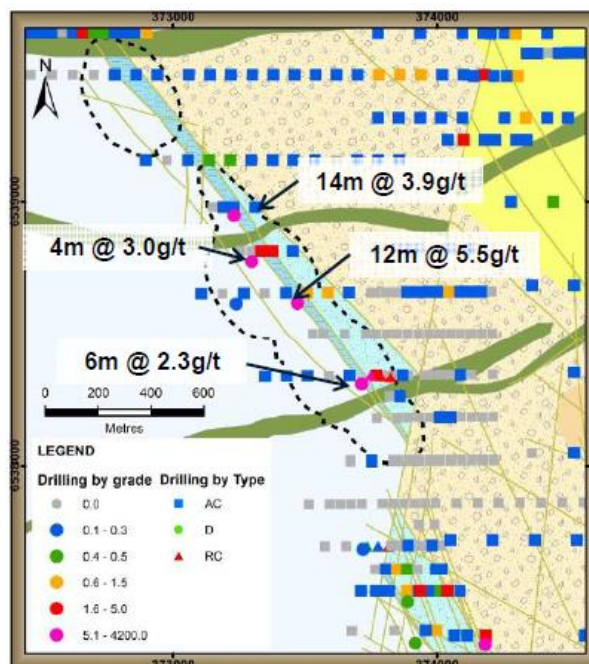 373000 374000
N
14m @ 3.9g/t
6539000
4m @ 3.0g/t
12m @ 5.5g/t
6m @ 2.3g/t
0 200 400 600
Metres
LEGEND
6538000
Drilling by grade Drilling by Type
0.0 AC
0.1 - 0.3 D
0.4 - 0.5 RC
0.6 - 1.5
1.6 - 5.0
5.1 - 4200.0
373000 374000